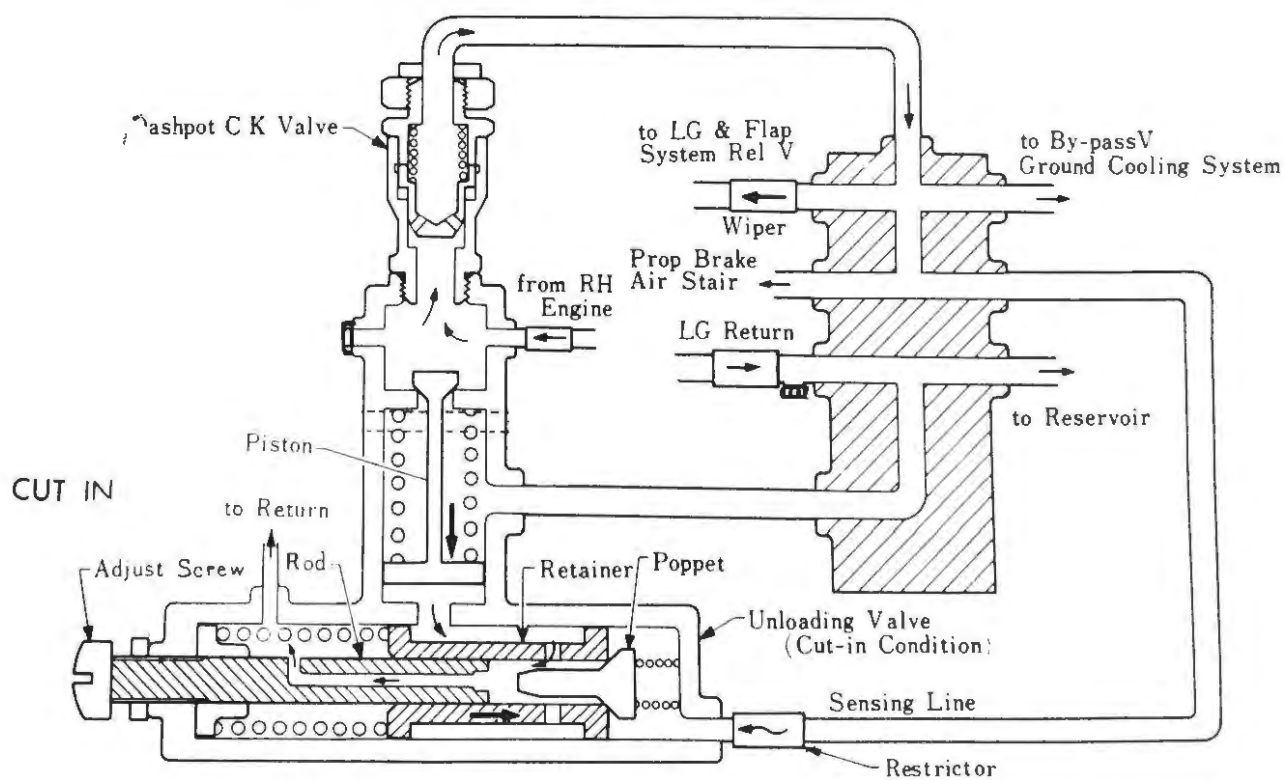 ashpot C K Valve
to LG & Flap
System Rel V
Wiper
to By-passV
Ground Cooling System
Prop Brake
Air Stair
from RH
Engine
LG Return
to Reservoir
Piston
CUT IN
to Return
Adjust Screw
Rod
Retainer
Poppet
Unloading Valve
(Cut-in Condition)
Sensing Line
Restrictor